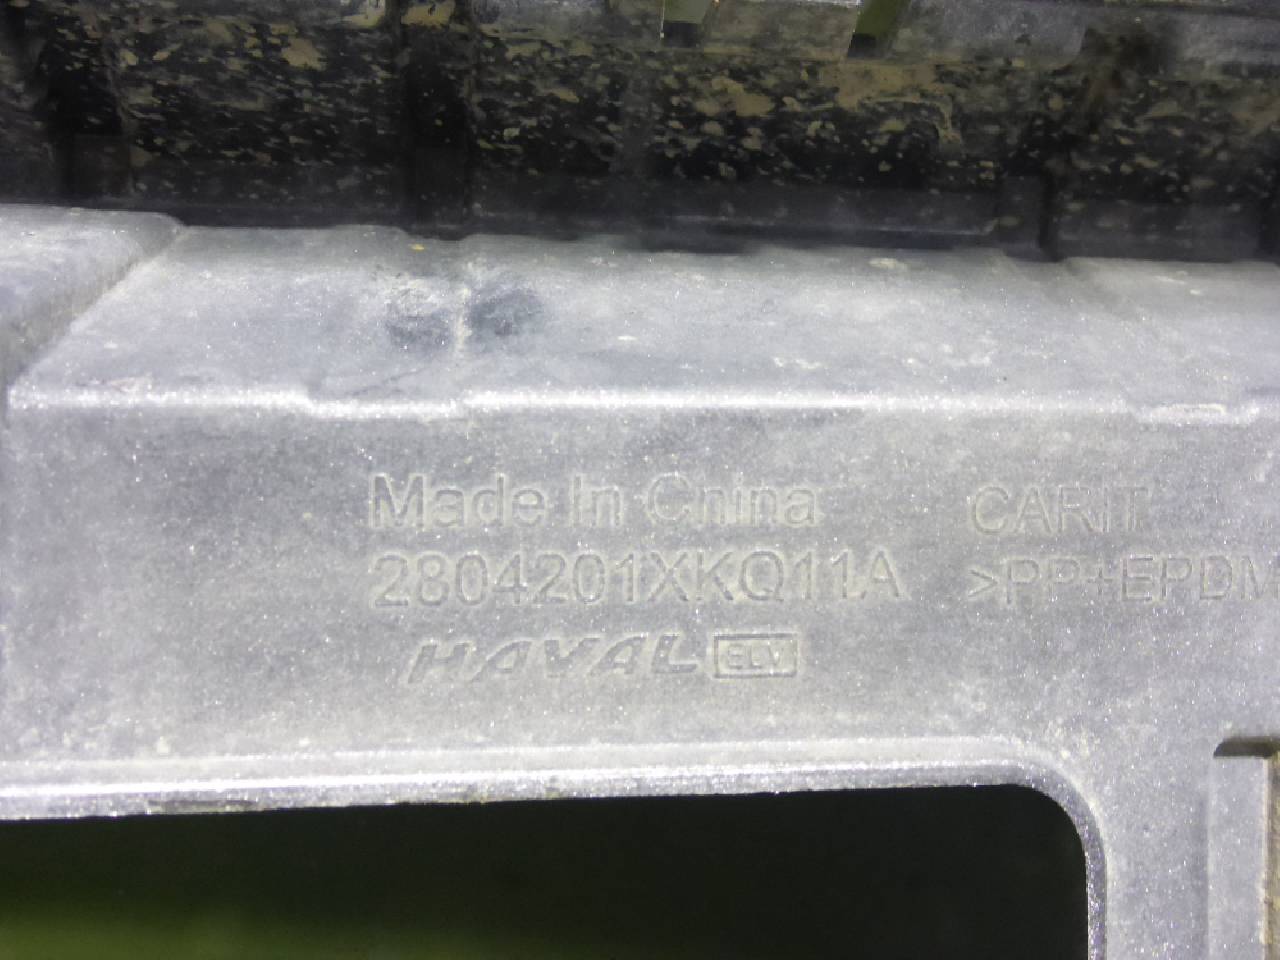 Made In China
2804201XKQ11A
HAVAL ELV
CARIT
>PP+EPDM